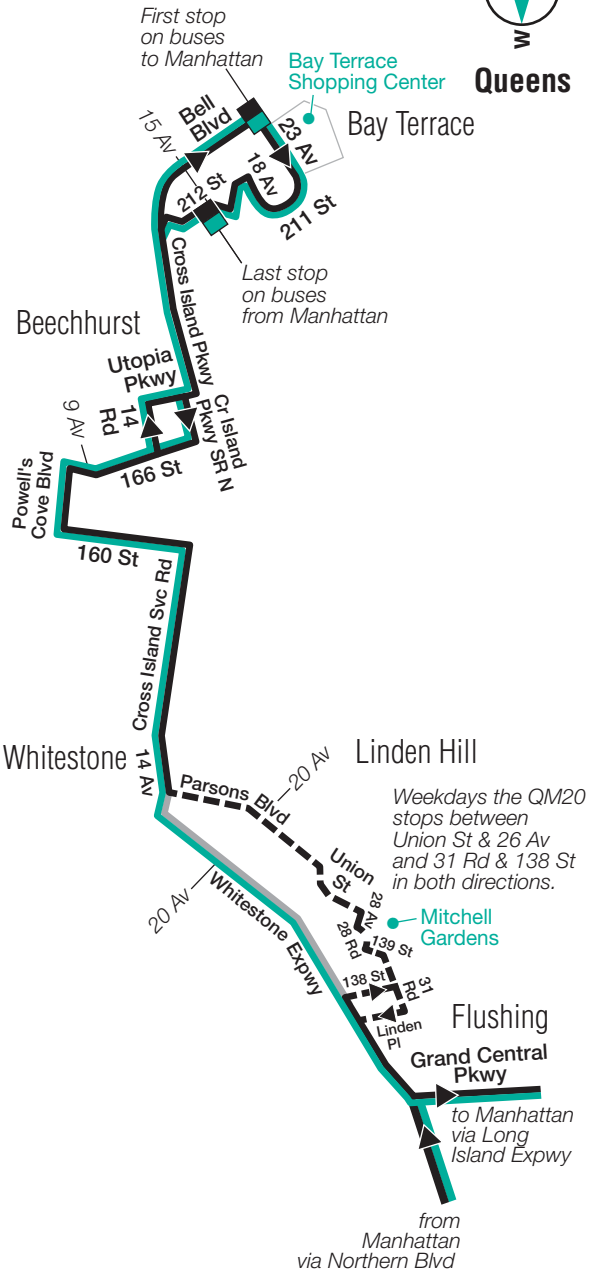 W
Queens
First stop
on buses
to Manhattan
Bay Terrace
Shopping Center
Bay Terrace
Bell
Blvd
15 Av
23 Av
18 Av
212 St
211 St
Last stop
on buses
from Manhattan
Cross Island Pkwy
Beechhurst
Utopia
Pkwy
14
Rd
Cr Island
Pkwy SR N
9 Av
166 St
Powell's
Cove Blvd
160 St
Cross Island Svc Rd
Whitestone
14 Av
Parsons Blvd
20 Av
Linden Hill
Weekdays the QM20
stops between
Union St & 26 Av
and 31 Rd & 138 St
in both directions.
Union
St
20 Av
Whitestone Expwy
28 Av
28 Rd
139 St
Mitchell
Gardens
138 St
31
Rd
Linden
Pl
Flushing
Grand Central
Pkwy
to Manhattan
via Long
Island Expwy
from
Manhattan
via Northern Blvd